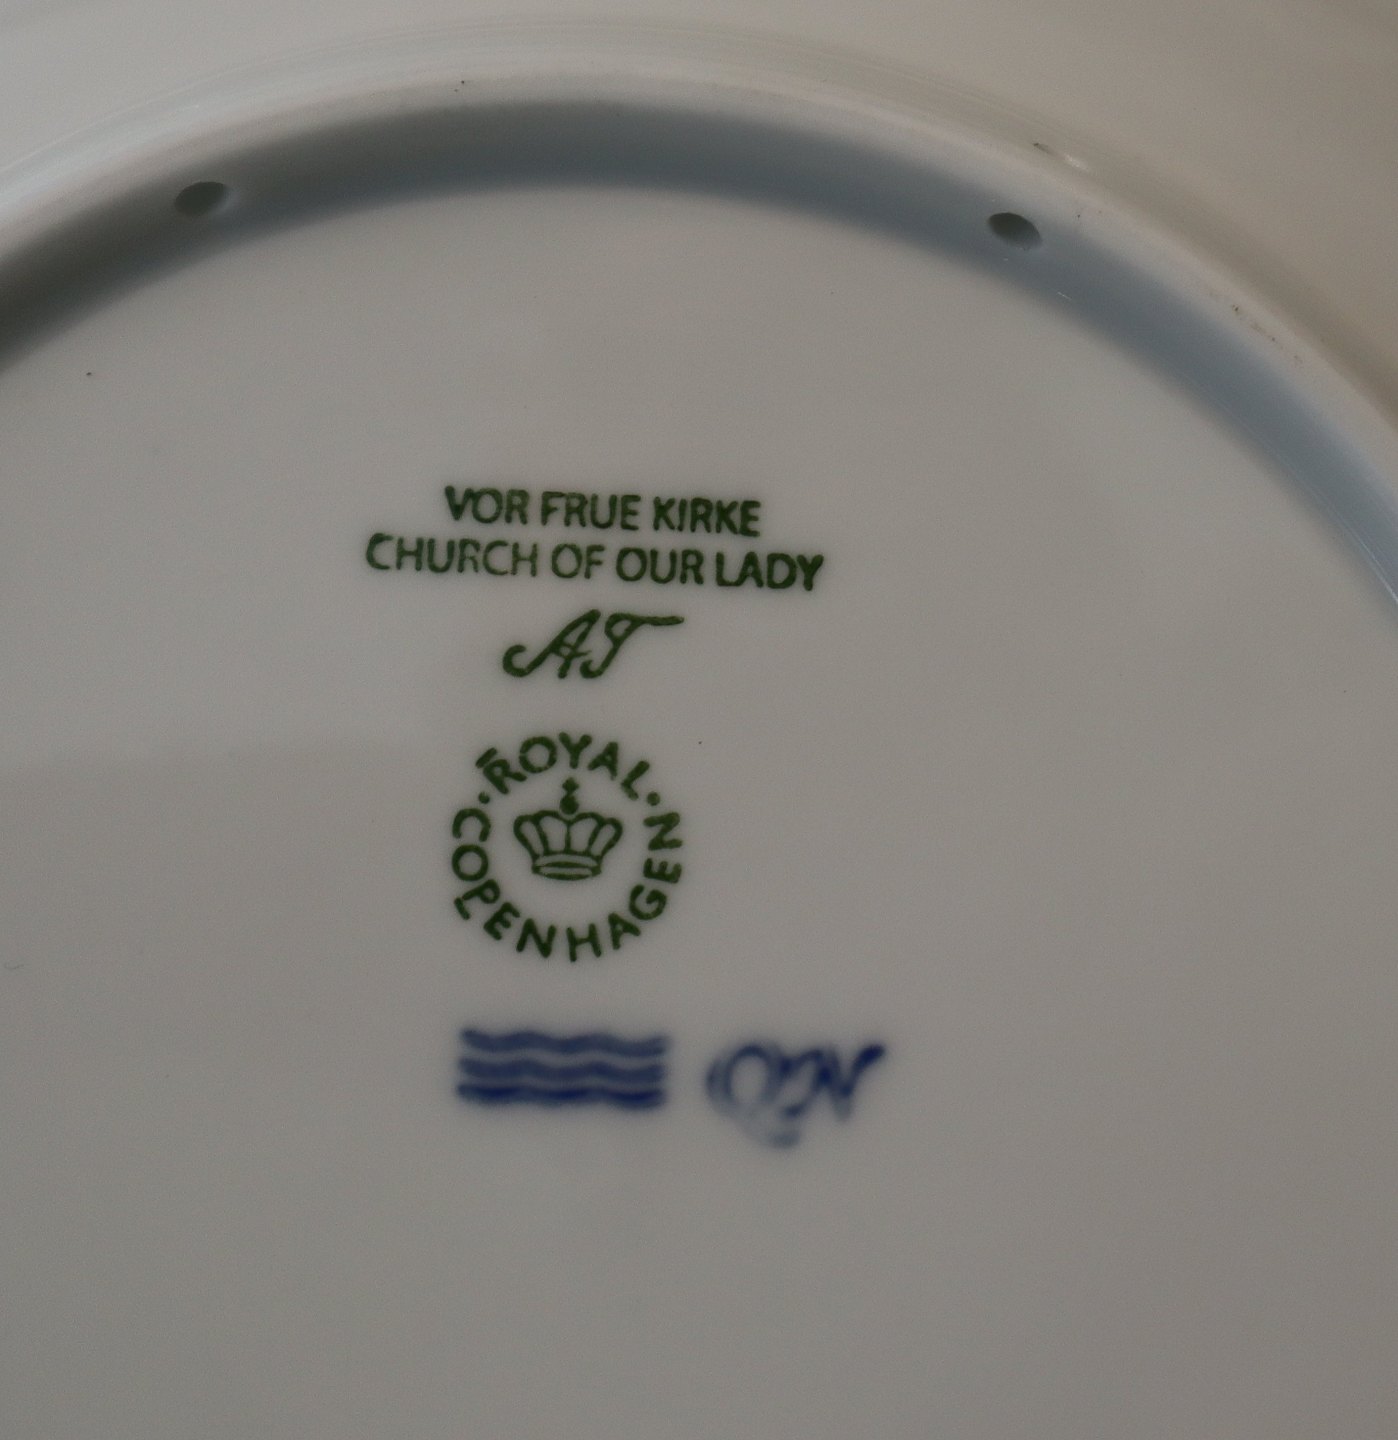 VOR FRUE KIRKE
CHURCH OF OUR LADY
AT
ROYAL · COPENHAGEN ·